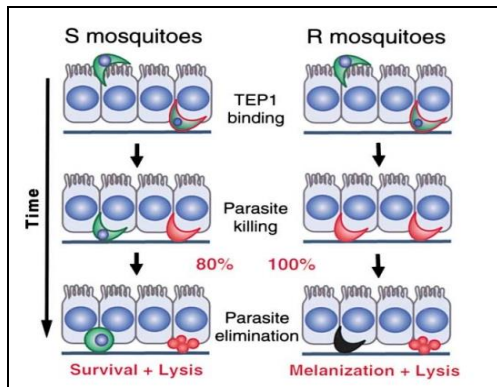 S mosquitoes
R mosquitoes
TEP1
binding
Time
Parasite
killing
80%
100%
Parasite
elimination
Survival + Lysis
Melanization + Lysis